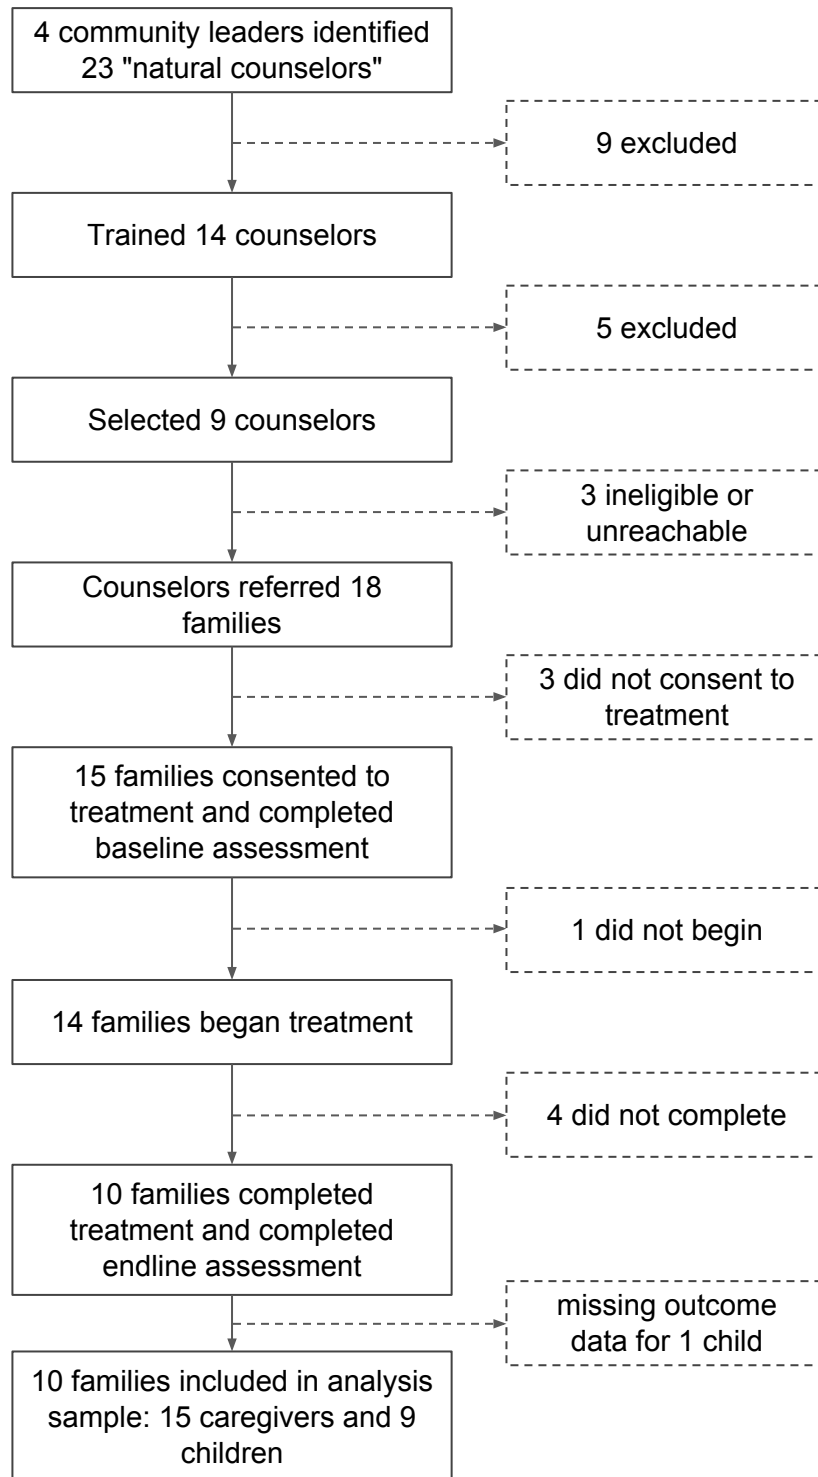 4 community leaders identified
23 "natural counselors"
9 excluded
Trained 14 counselors
5 excluded
Selected 9 counselors
3 ineligible or
unreachable
Counselors referred 18
families
3 did not consent to
treatment
15 families consented to
treatment and completed
baseline assessment
1 did not begin
14 families began treatment
4 did not complete
10 families completed
treatment and completed
endline assessment
missing outcome
data for 1 child
10 families included in analysis
sample: 15 caregivers and 9
children